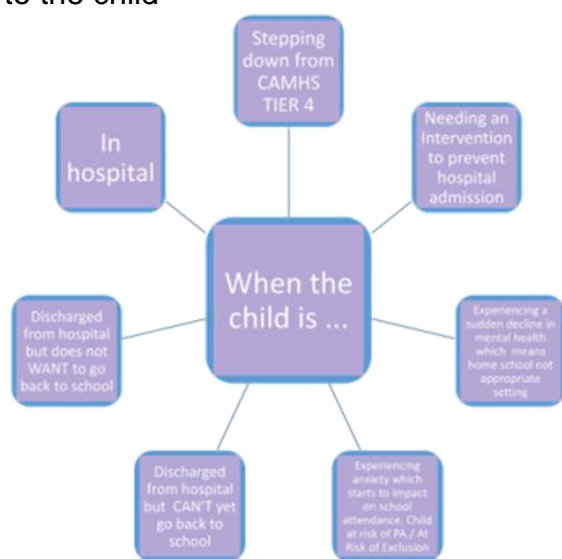 to the child
Stepping
down from
CAMHS
TIER 4
Needing an
Intervention
to prevent
hospital
admission
Experiencing a
sudden decline in
mental health
which means
home school not
appropriate
setting
Experiencing
anxiety which
starts to impact
on school
attendance. Child
at risk of PA./ At
Risk of Exclusion
Discharged
from hospital
but CAN'T yet
go back to
school
Discharged
from hospital
but does not
WANT to go
back to school
In
hospital
When the
child is ...